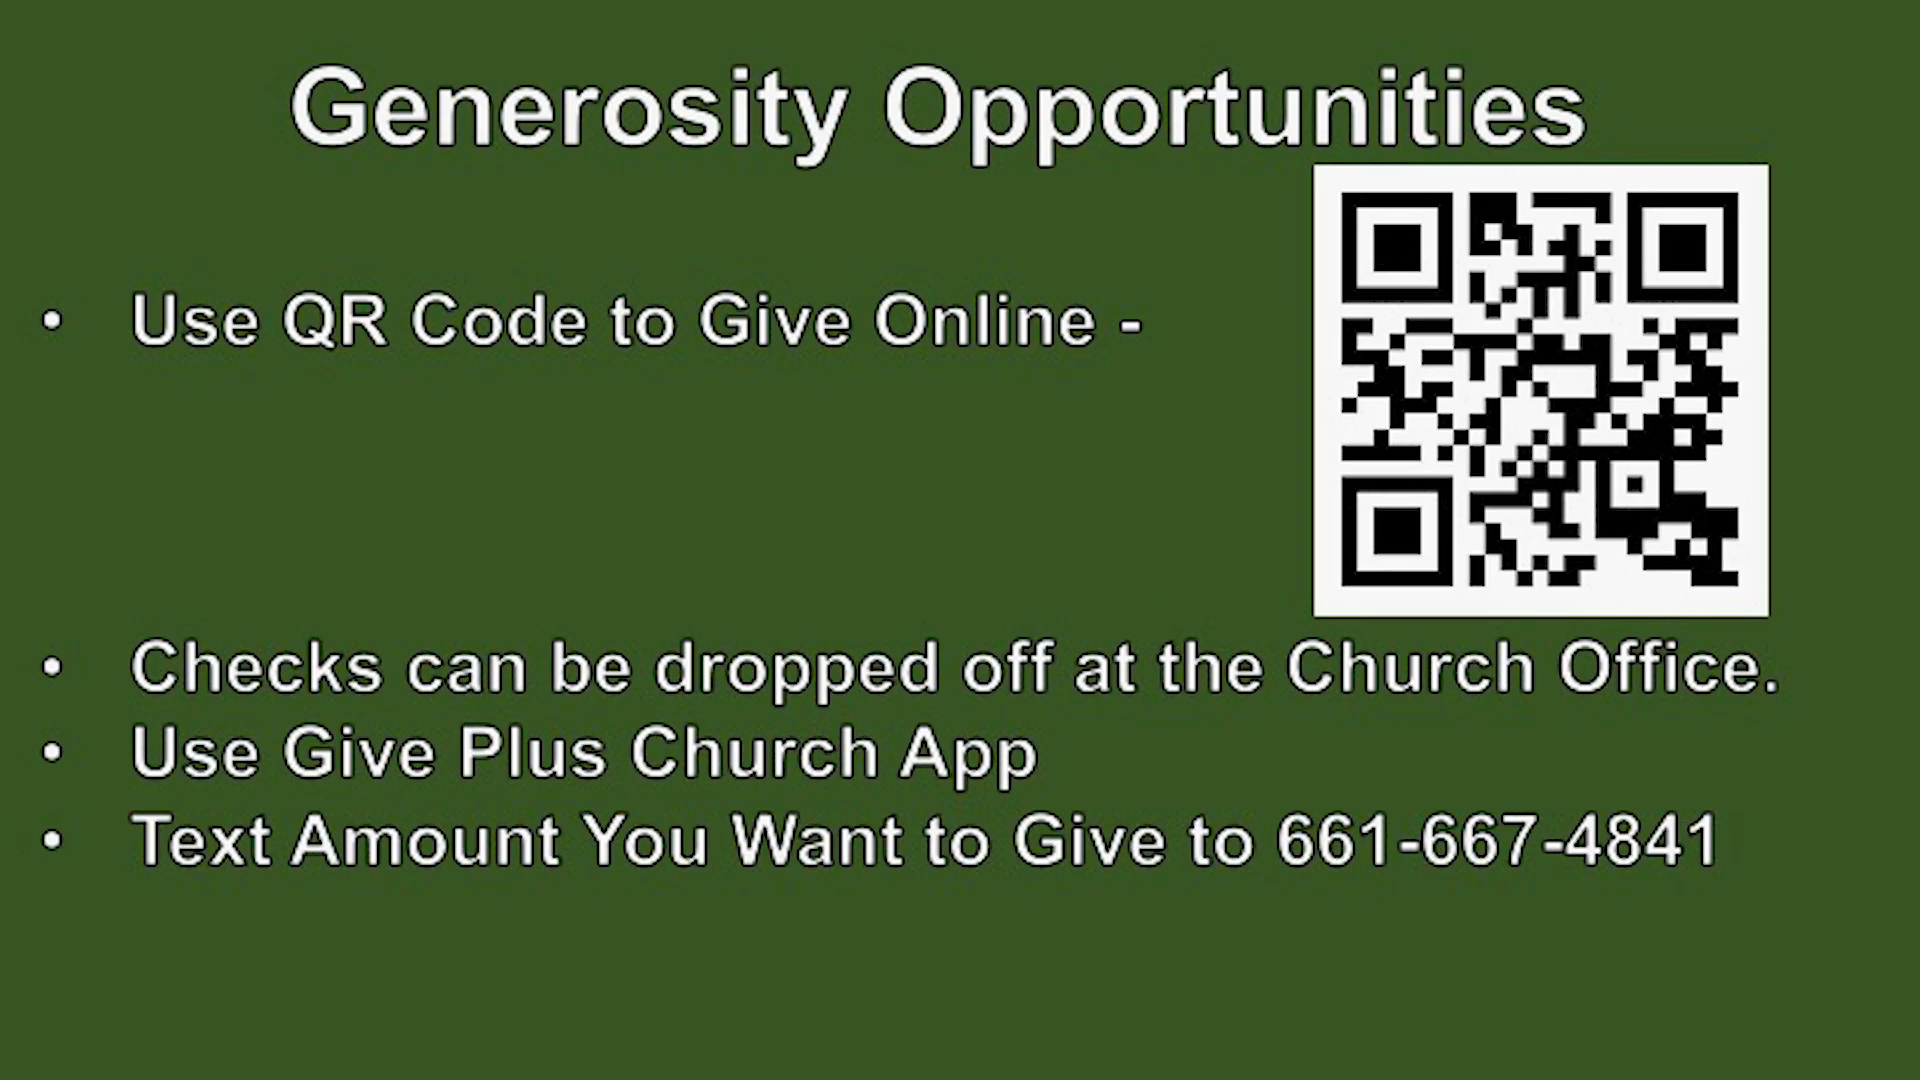 Generosity Opportunities
• Use QR Code to Give Online -
• Checks can be dropped off at the Church Office.
• Use Give Plus Church App
• Text Amount You Want to Give to 661-667-4841